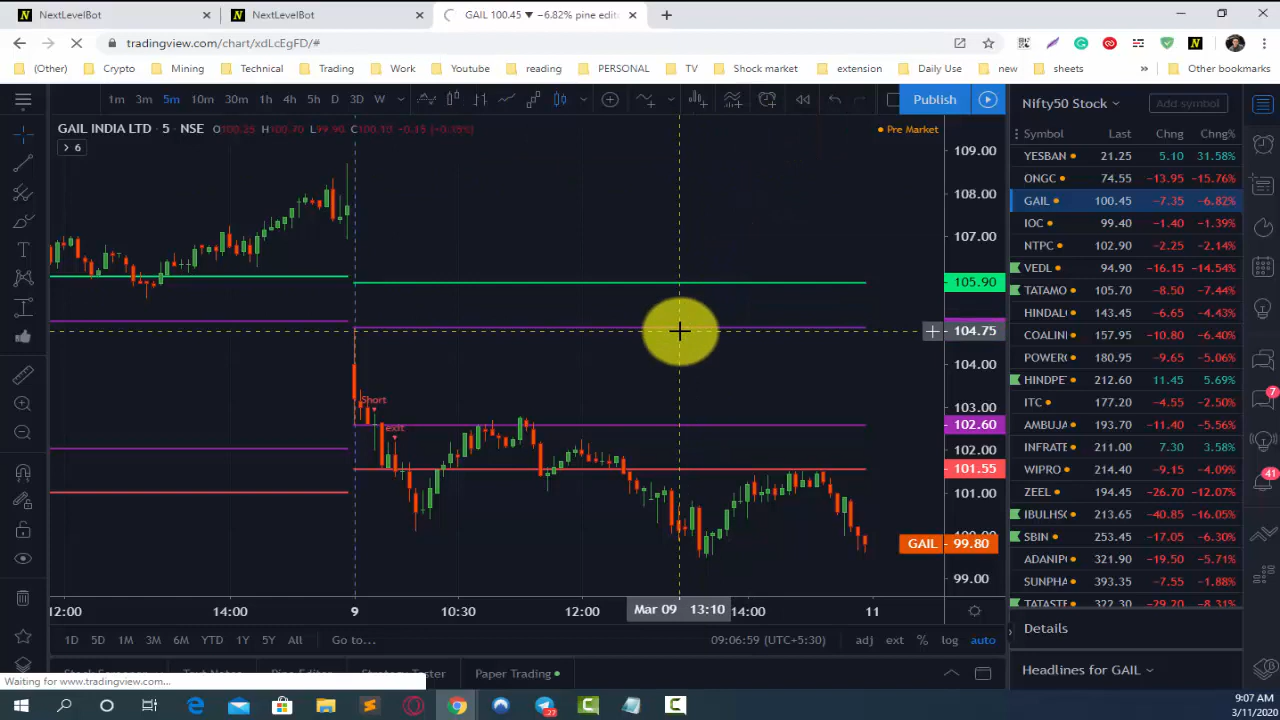 NextLevelBot
NextLevelBot
GAIL 100.45 ▼ −6.82% pine edit
tradingview.com/chart/xdLcEgFD/#
(Other) Crypto Mining Technical Trading Work Youtube reading PERSONAL TV Shock market extension Daily Use new sheets » Other bookmarks
1m 3m 5m 10m 30m 1h 4h 5h D 3D W
Publish
GAIL INDIA LTD · 5 · NSE O100.25 H100.70 L99.90 C100.10 −0.15 (−0.15%)
Pre Market
6
109.00
108.00
107.00
105.90
104.75
104.00
103.00
102.60
102.00
101.55
101.00
GAIL 99.80
99.00
Short
exit
12:00 14:00 9 10:30 12:00 Mar 09 13:10 14:00 11
1D 5D 1M 3M 6M YTD 1Y 5Y All Go to...
09:06:59 (UTC+5:30) adj ext % log auto
Paper Trading
Waiting for www.tradingview.com...
Nifty50 Stock
Add symbol
Symbol Last Chng Chng%
YESBAN 21.25 5.10 31.58%
ONGC 74.55 −13.95 −15.76%
GAIL 100.45 −7.35 −6.82%
IOC 99.40 −1.40 −1.39%
NTPC 102.90 −2.25 −2.14%
VEDL 94.90 −16.15 −14.54%
TATAMO 105.75 −8.50 −7.44%
HINDAL 143.45 −6.65 −4.43%
COALIN 157.95 −10.80 −6.40%
POWERC 180.95 −9.65 −5.06%
HINDPE 212.60 11.45 5.69%
ITC 177.20 −4.55 −2.50%
AMBUJA 193.70 −11.40 −5.56%
INFRATE 211.00 7.30 3.58%
WIPRO 214.40 −9.15 −4.09%
ZEEL 194.45 −26.70 −12.07%
IBULHS 213.65 −40.85 −16.05%
SBIN 253.45 −17.05 −6.30%
ADANIP 321.90 −19.50 −5.71%
SUNPHA 393.35 −7.55 −1.88%
TATASTE 322.30 −29.20 −8.31%
Details
Headlines for GAIL
7
41
27
9:07 AM
3/11/2020